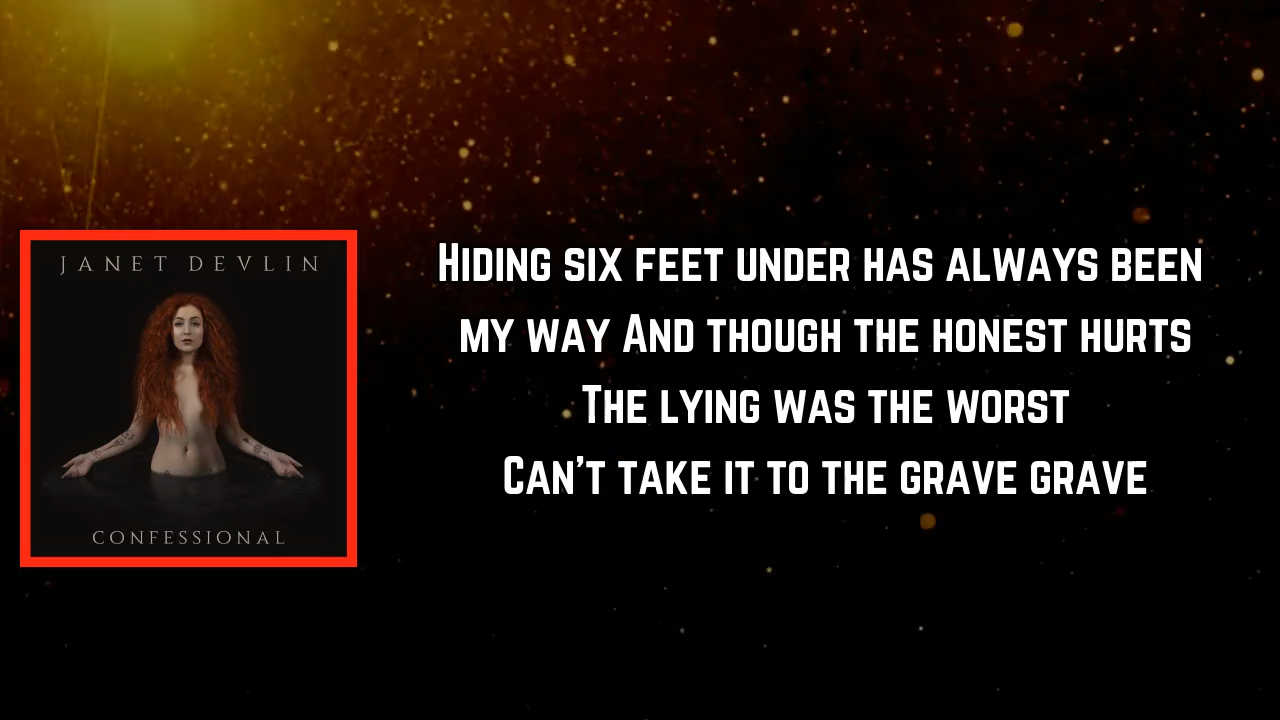 JANET DEVLIN
CONFESSIONAL
Hiding six feet under has always been
my way And though the honest hurts
The lying was the worst
Can't take it to the grave grave